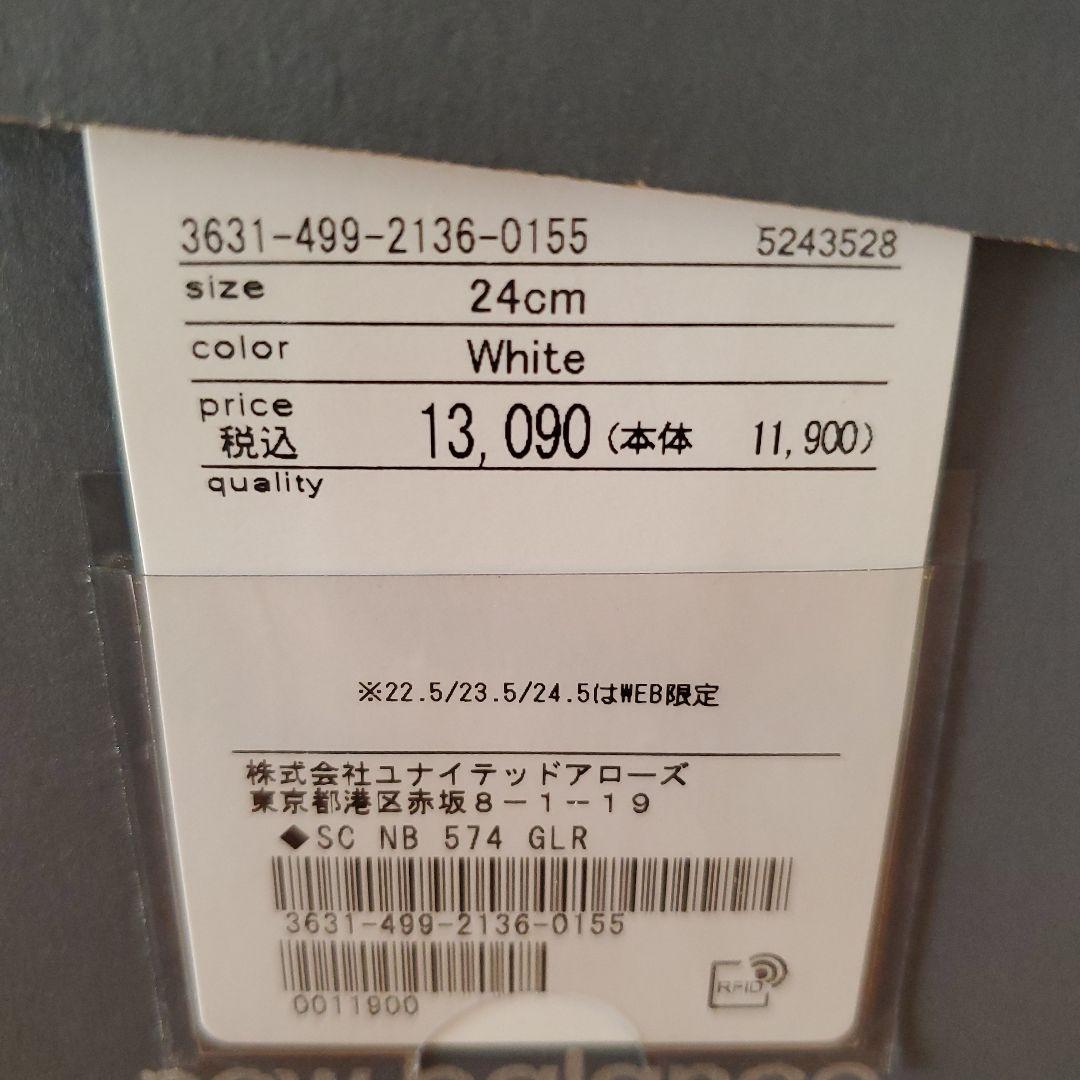 3631-499-2136-0155 5243528
size 24cm
color White
price
税込 13,090 (本体 11,900)
quality
※22.5/23.5/24.5はWEB限定
株式会社ユナイテッドアローズ
東京都港区赤坂8-1-19
◆SC NB 574 GLR
3631-499-2136-0155
0011900
RFID
new balance